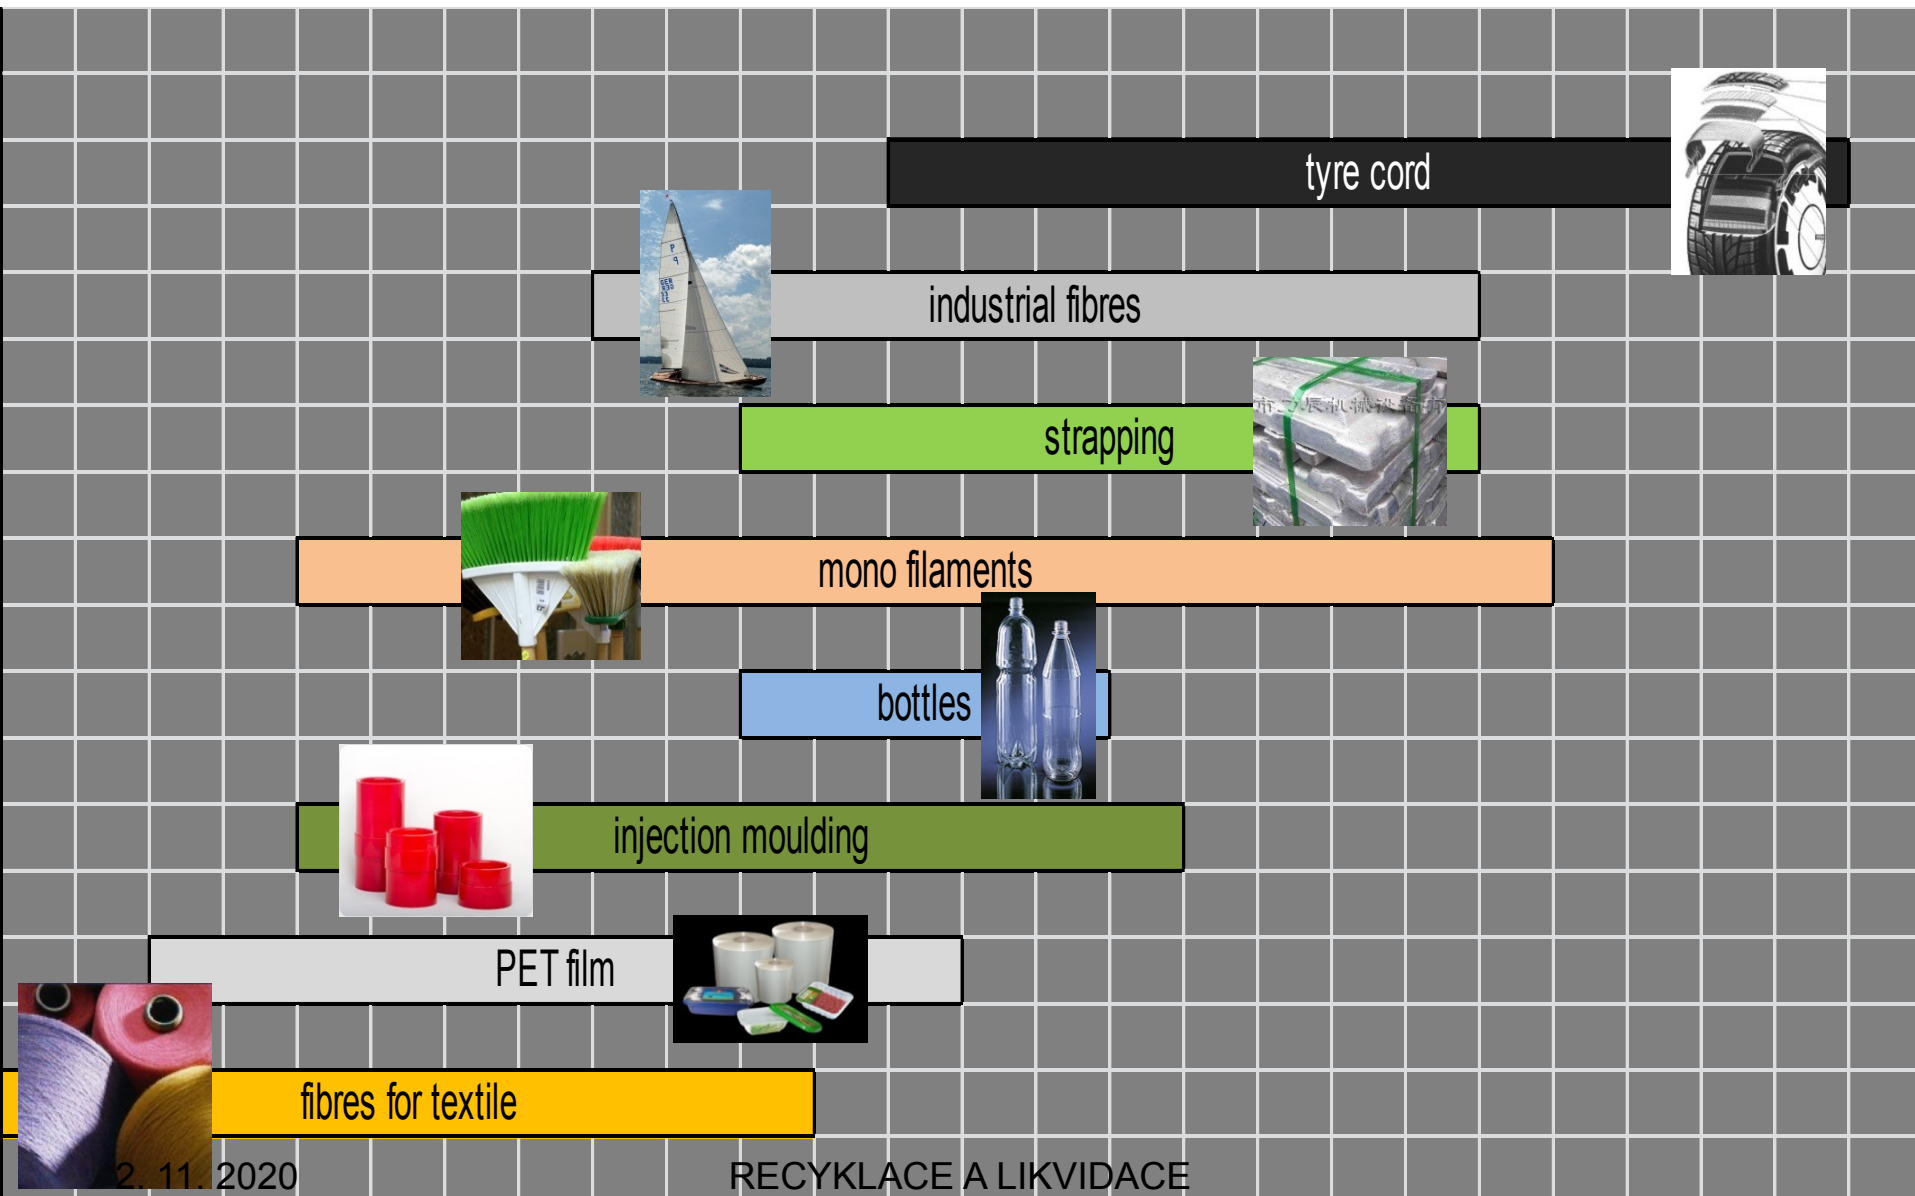 tyre cord
industrial fibres
strapping
mono filaments
bottles
injection moulding
PET film
fibres for textile
2. 11. 2020
RECYKLACE A LIKVIDACE